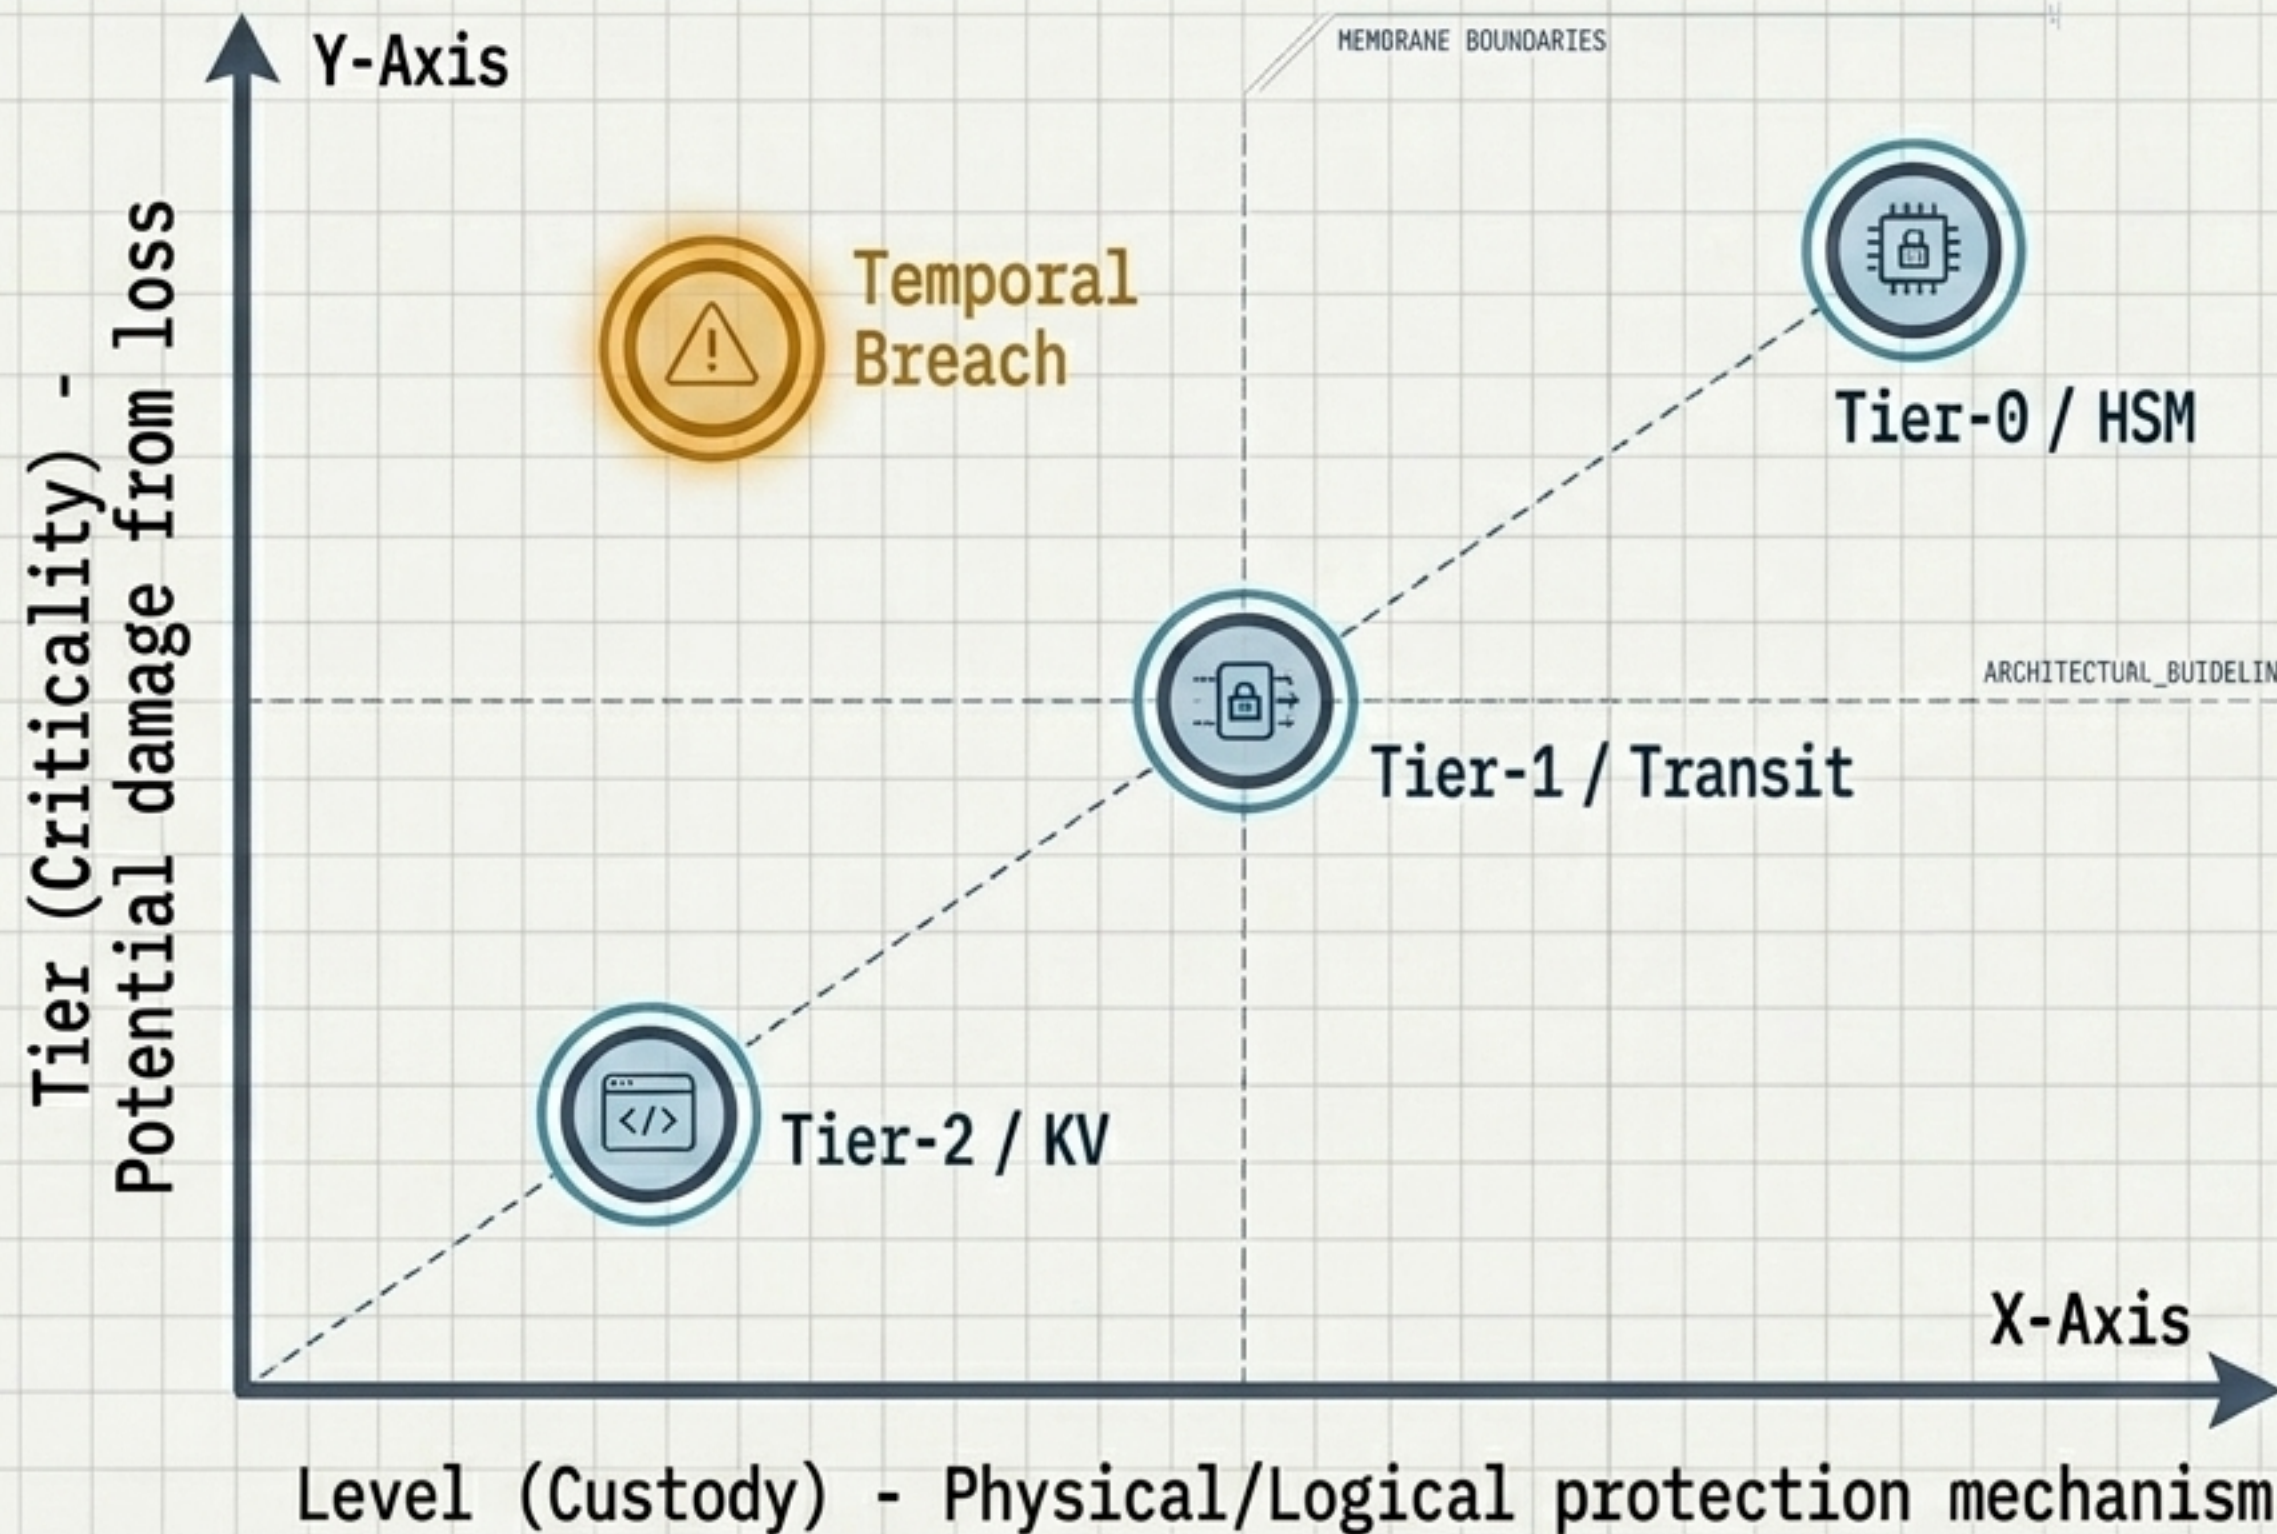 Y-Axis
MEMBRANE BOUNDARIES
Temporal
Breach
Tier-0 / HSM
Tier (Criticality) -
Potential damage from loss
ARCHITECTUAL_BUIDELIN
Tier-1 / Transit
Tier-2 / KV
X-Axis
Level (Custody) - Physical/Logical protection mechanism